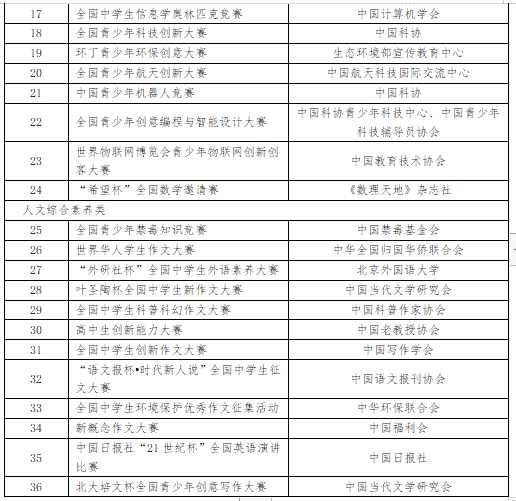 17 全国中学生信息学奥林匹克竞赛 中国计算机学会
18 全国青少年科技创新大赛 中国科协
19 环丁青少年环保创意大赛 生态环境部宣传教育中心
20 全国青少年航天创新大赛 中国航天科技国际交流中心
21 中国青少年机器人竞赛 中国科协
22 全国青少年创意编程与智能设计大赛 中国科协青少年科技中心、中国青少年
科技辅导员协会
23 世界物联网博览会青少年物联网创新创
客大赛 中国教育技术协会
24 “希望杯”全国数学邀请赛 《数理天地》杂志社
人文综合素养类
25 全国青少年禁毒知识竞赛 中国禁毒基金会
26 世界华人学生作文大赛 中华全国归国华侨联合会
27 “外研社杯”全国中学生外语素养大赛 北京外国语大学
28 叶圣陶杯全国中学生新作文大赛 中国当代文学研究会
29 全国中学生科普科幻作文大赛 中国科普作家协会
30 高中生创新能力大赛 中国老教授协会
31 全国中学生创新作文大赛 中国写作学会
32 “语文报杯•时代新人说”全国中学生征
文大赛 中国语文报刊协会
33 全国中学生环境保护优秀作文征集活动 中华环保联合会
34 新概念作文大赛 中国福利会
35 中国日报社“21世纪杯”全国英语演讲
比赛 中国日报社
36 北大培文杯全国青少年创意写作大赛 中国当代文学研究会